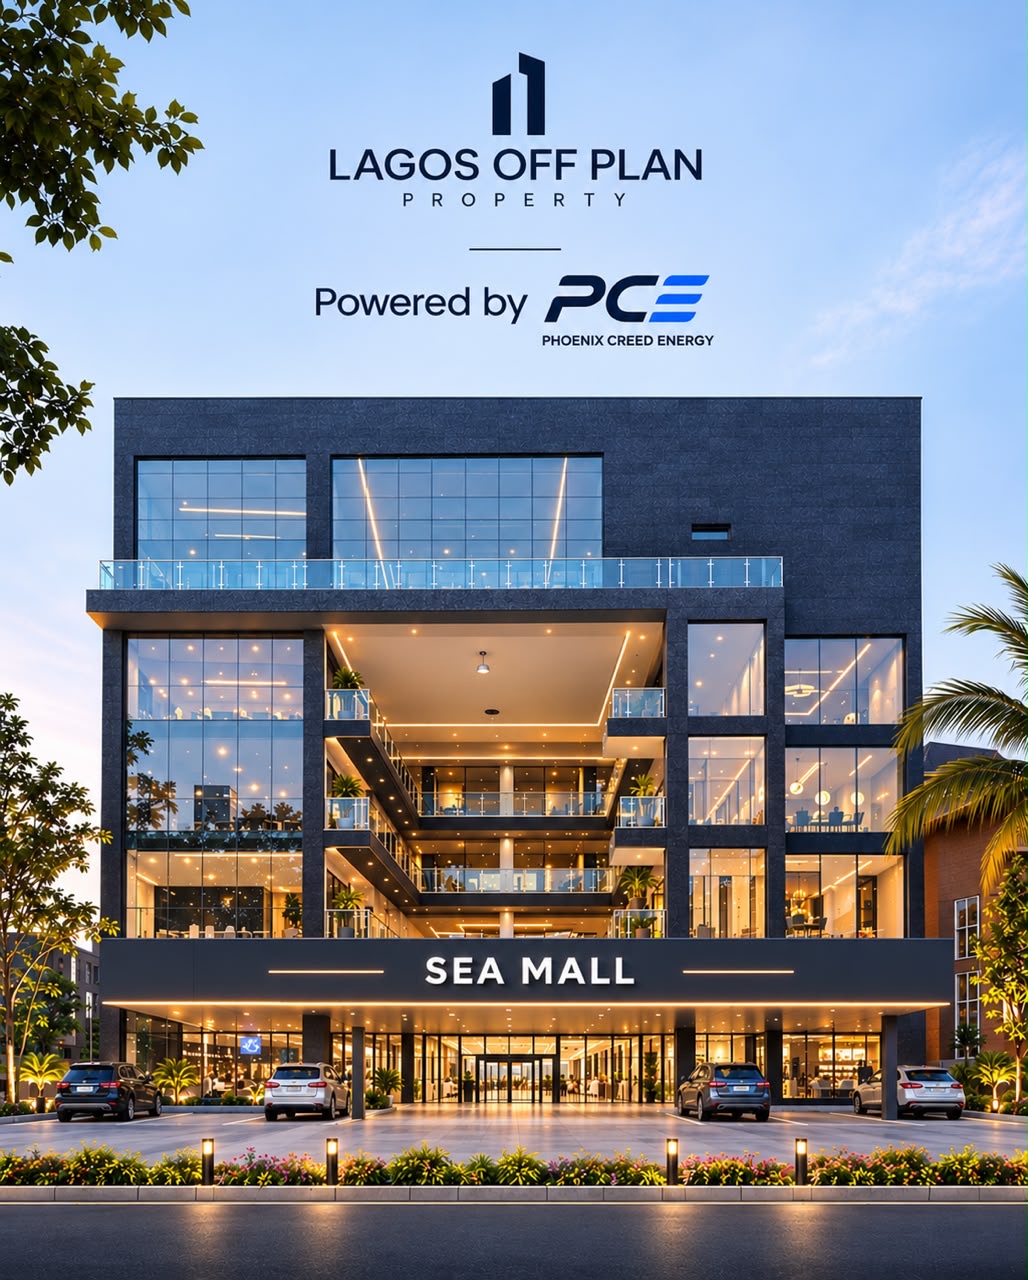 LAGOS OFF PLAN
PROPERTY
Powered by PCE
PHOENIX CREED ENERGY
SEA MALL